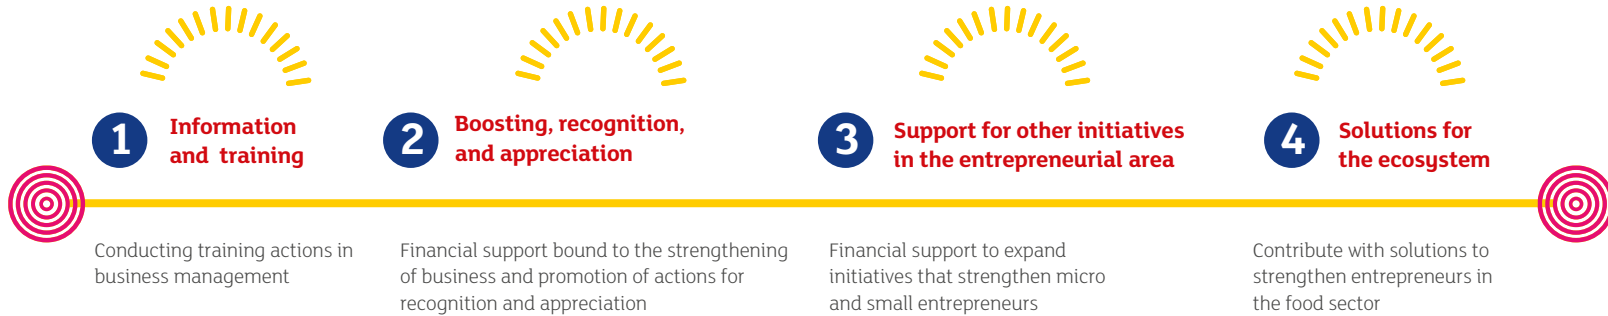 1
Information
and training
Conducting training actions in
business management
2
Boosting, recognition,
and appreciation
Financial support bound to the strengthening
of business and promotion of actions for
recognition and appreciation
3
Support for other initiatives
in the entrepreneurial area
Financial support to expand
initiatives that strengthen micro
and small entrepreneurs
4
Solutions for
the ecosystem
Contribute with solutions to
strengthen entrepreneurs in
the food sector